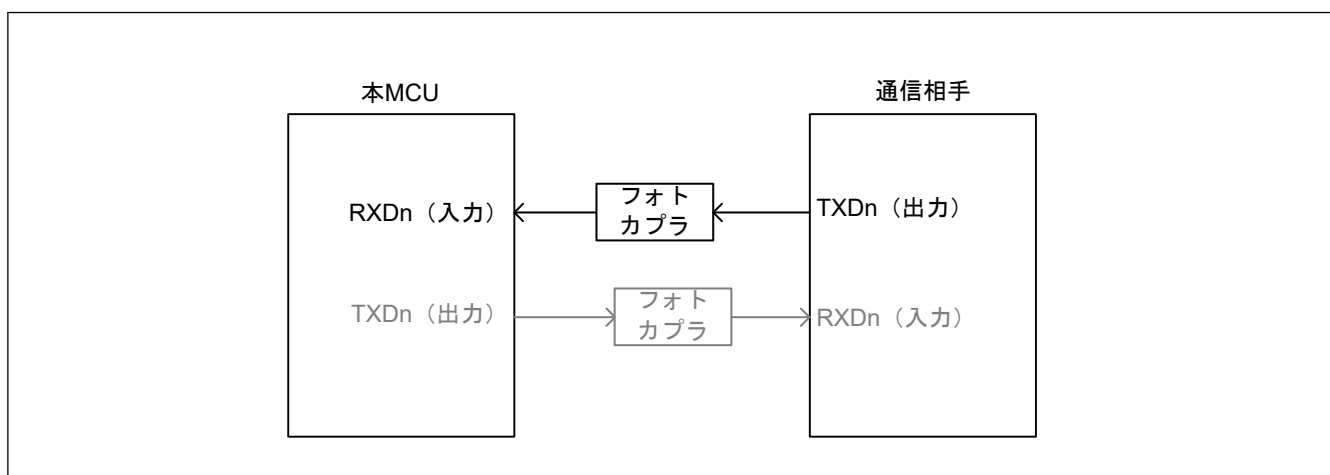 本MCU
通信相手
RXDn（入力）
フォト
カプラ
TXDn（出力）
TXDn（出力）
フォト
カプラ
RXDn（入力）